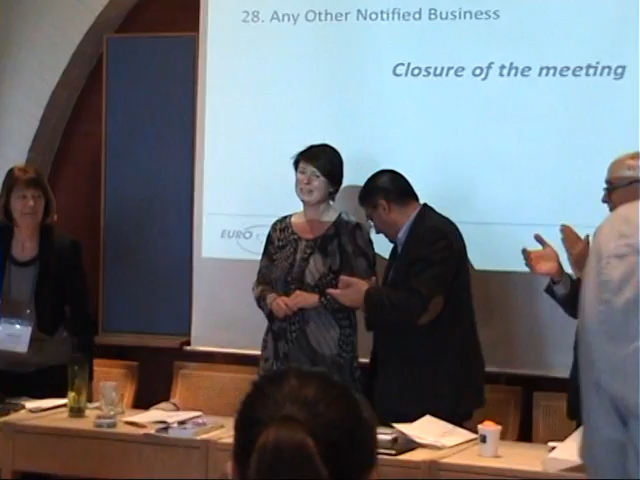 28. Any Other Notified Business
Closure of the meeting
EURO